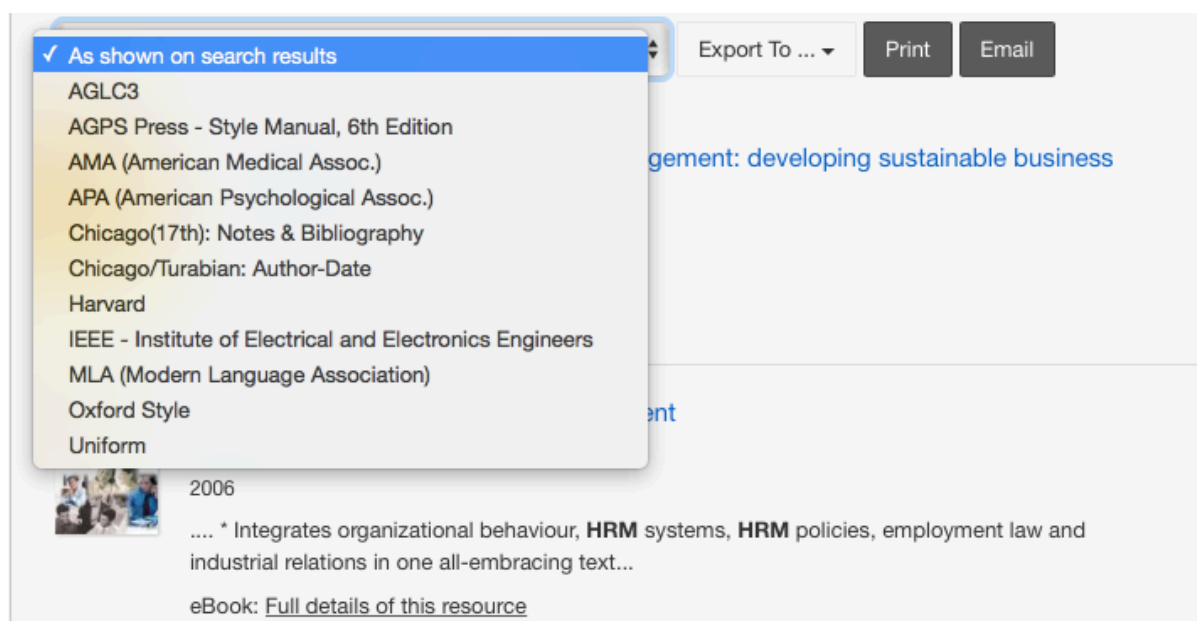 ✓ As shown on search results
Export To ...
Print
Email
AGLC3
AGPS Press - Style Manual, 6th Edition
AMA (American Medical Assoc.)
gement: developing sustainable business
APA (American Psychological Assoc.)
Chicago(17th): Notes & Bibliography
Chicago/Turabian: Author-Date
Harvard
IEEE - Institute of Electrical and Electronics Engineers
MLA (Modern Language Association)
Oxford Style
ent
Uniform
2006
.... * Integrates organizational behaviour, HRM systems, HRM policies, employment law and
industrial relations in one all-embracing text...
eBook: Full details of this resource